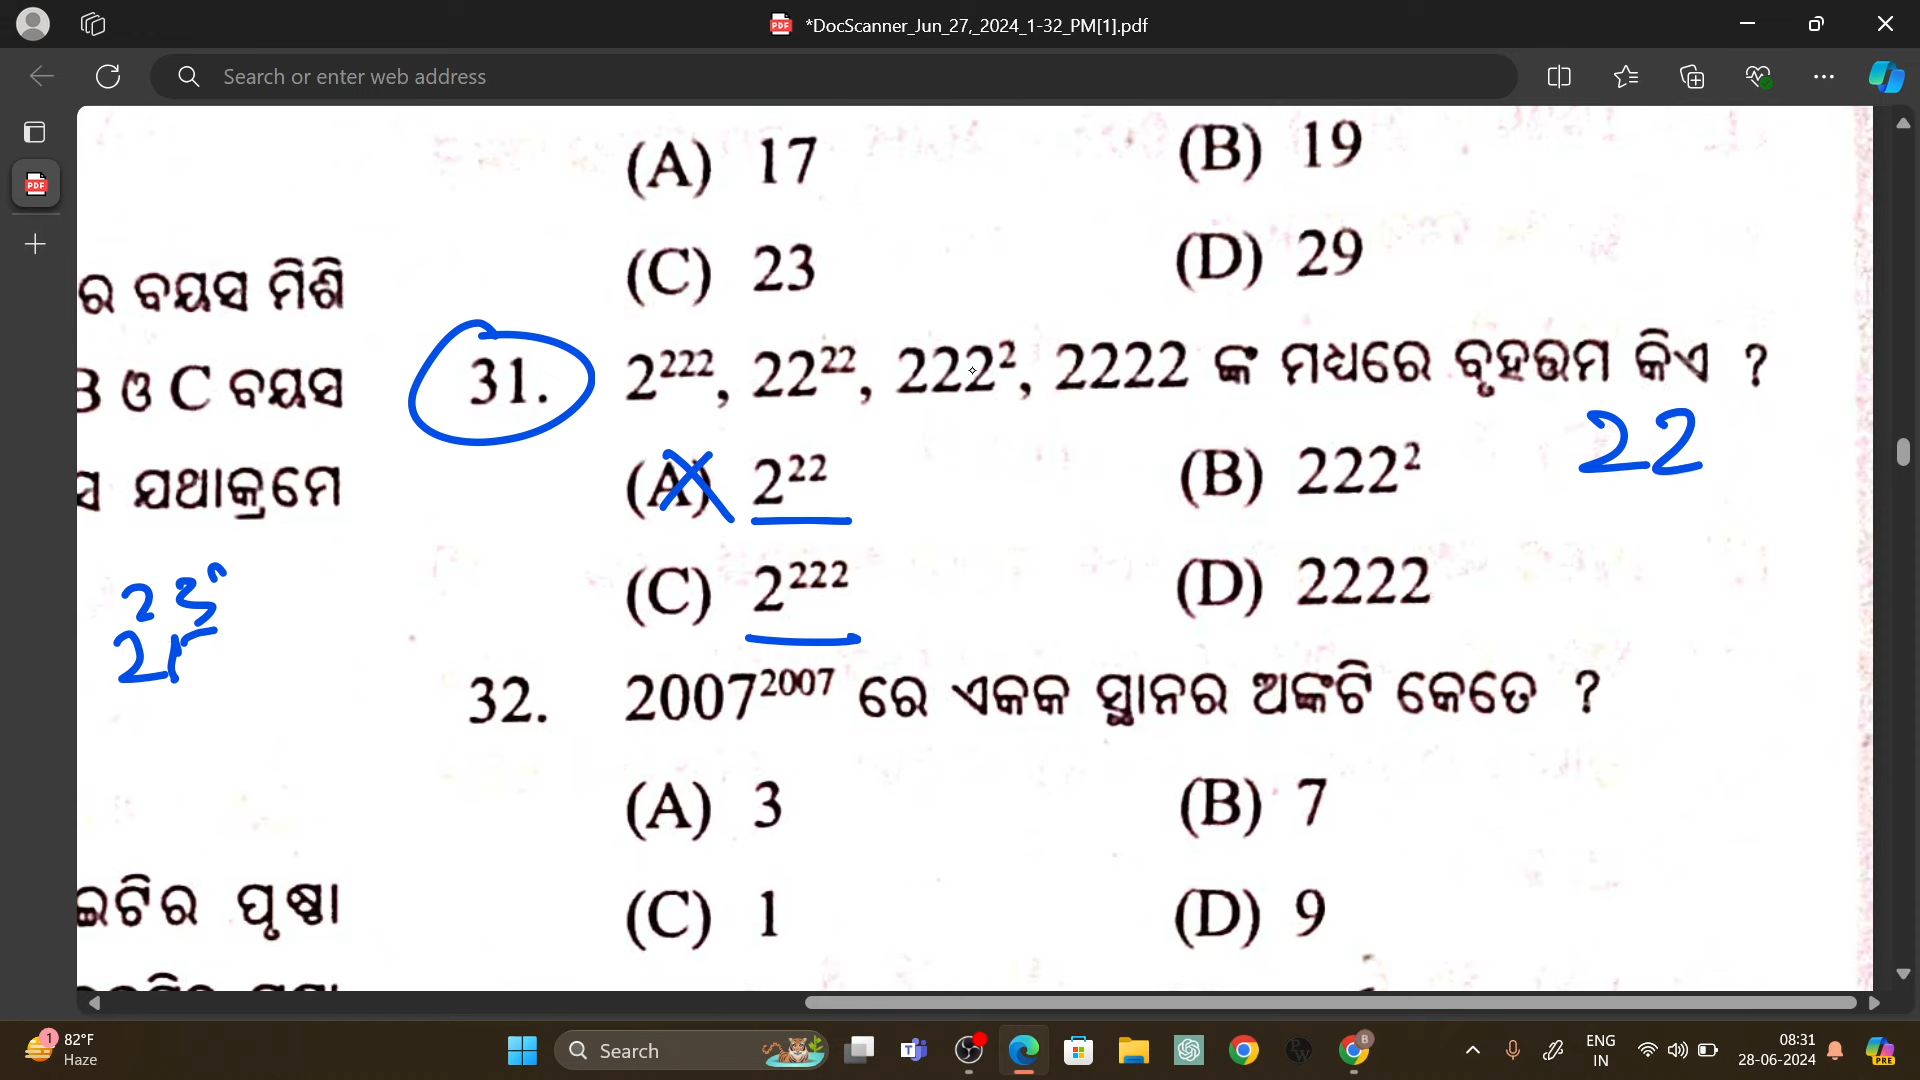 *DocScanner_Jun_27,_2024_1-32_PM[1].pdf
Search or enter web address
(A) 17 (B) 19
(C) 23 (D) 29
ର ବୟସ ମିଶି
B ଓ C ବୟସ
ଯଥାକ୍ରମେ
31. 2²²², 22²², 222², 2222 ଙ୍କ ମଧ୍ୟରେ ବୃହତ୍ତମ କିଏ ?
22
(A) 2²² (B) 222²
(C) 2²²² (D) 2222
32. 2007²⁰⁰⁷ ରେ ଏକକ ସ୍ଥାନର ଅଙ୍କଟି କେତେ ?
(A) 3 (B) 7
(C) 1 (D) 9
ଇଟିର ପୃଷ୍ଠା
82°F
Haze
Search
ENG
IN
08:31
28-06-2024